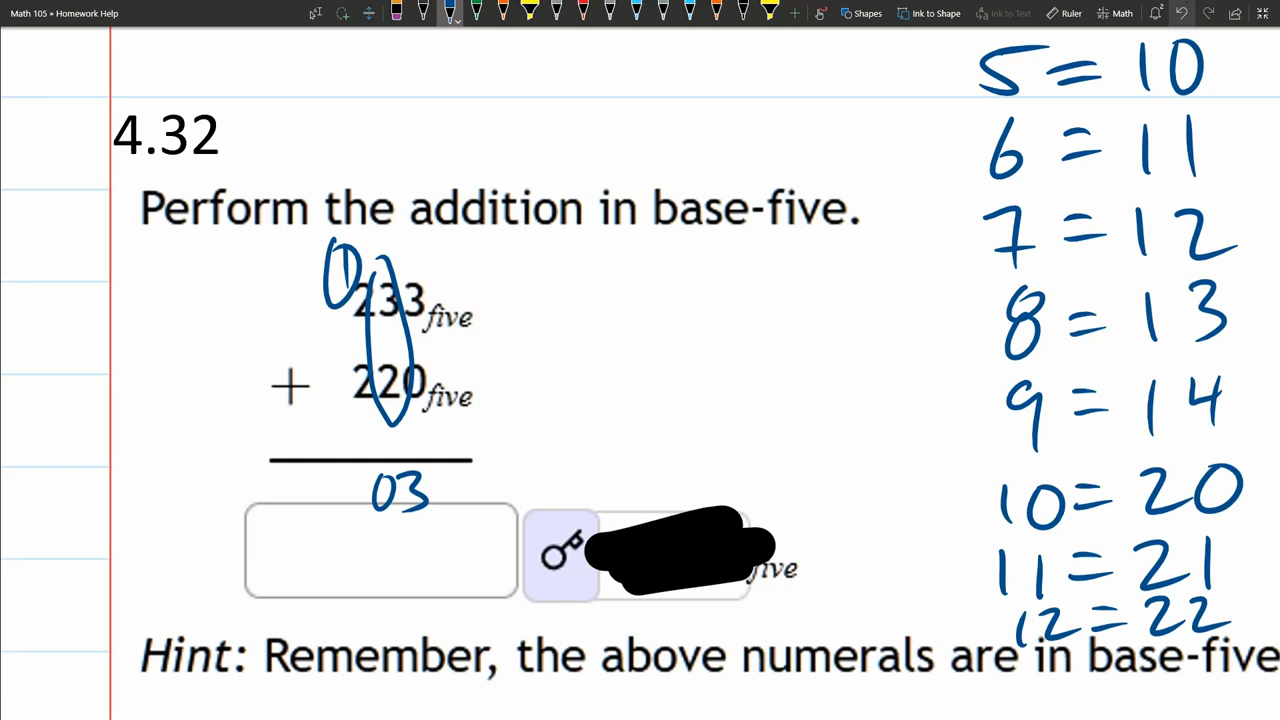 Math 105 » Homework Help
Shapes
Ink to Shape
Ink to Text
Ruler
Math
4.32
Perform the addition in base-five.
1
233five
+ 220five
03
five
Hint: Remember, the above numerals are in base-five
5 = 10
6 = 11
7 = 12
8 = 13
9 = 14
10 = 20
11 = 21
12 = 22